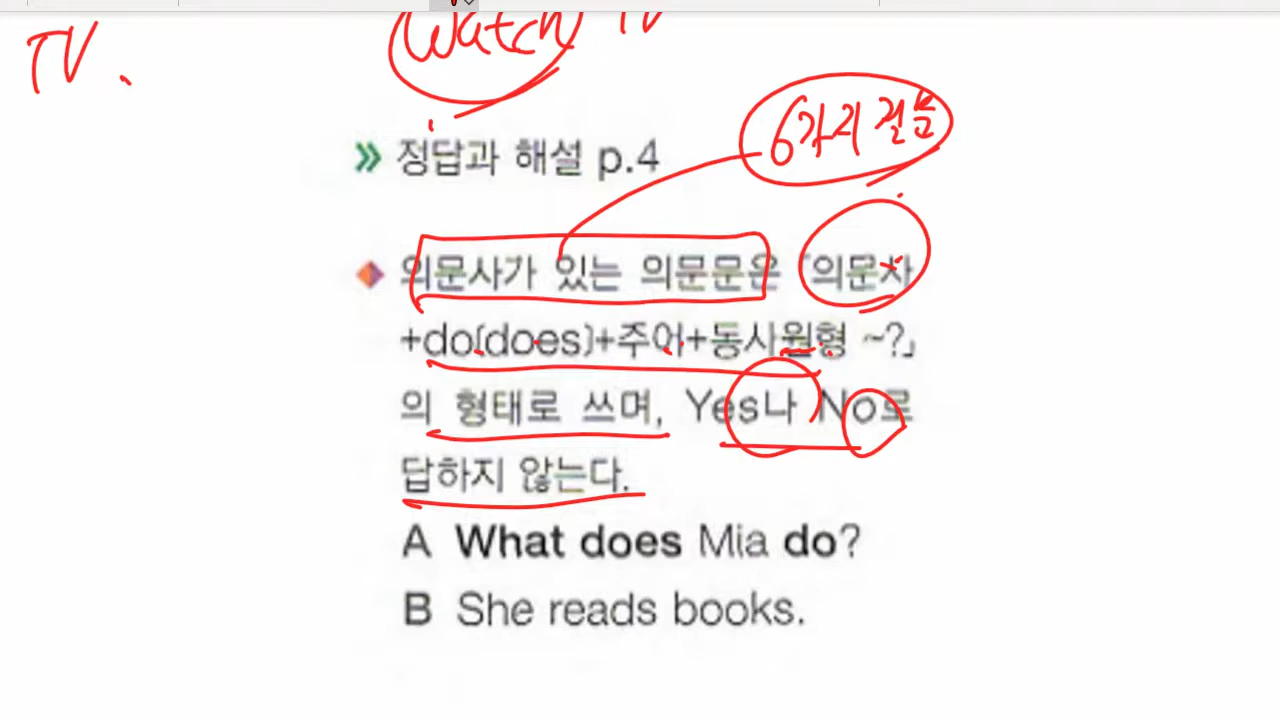 TV.
Watch TV
6가지 질문
» 정답과 해설 p.4
의문사가 있는 의문문은 「의문사
+do(does)+주어+동사원형 ~?」
의 형태로 쓰며, Yes나 No로
답하지 않는다.
A What does Mia do?
B She reads books.